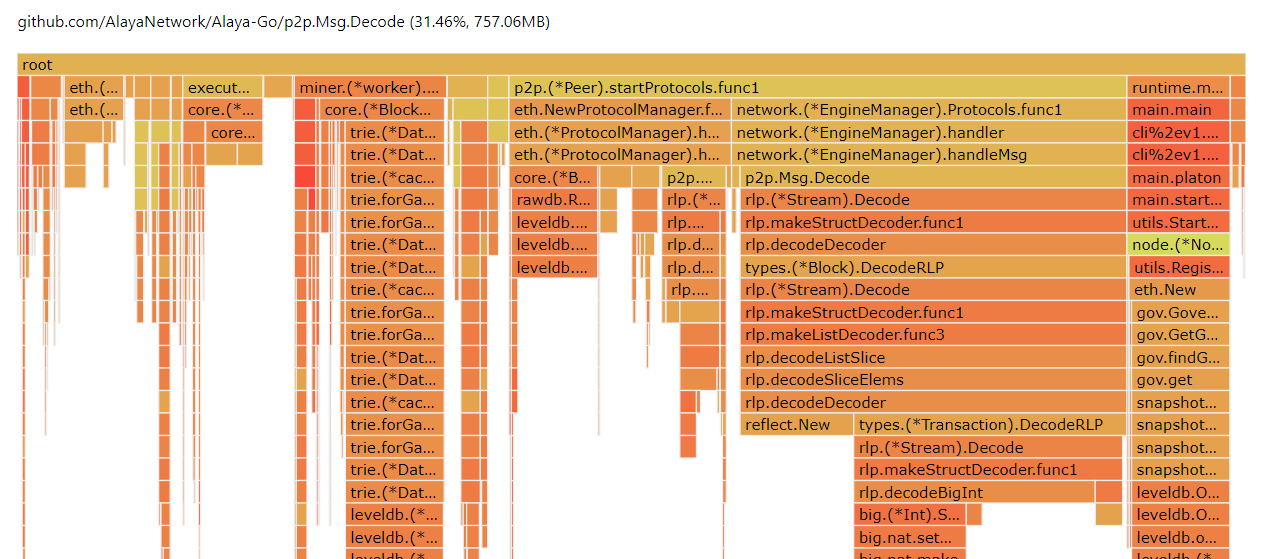 github.com/AlayaNetwork/Alaya-Go/p2p.Msg.Decode (31.46%, 757.06MB)
root
eth.(... execut... miner.(*worker).... p2p.(*Peer).startProtocols.func1 runtime.m...
eth.(... core.(*... core.(*Block... eth.NewProtocolManager.f... network.(*EngineManager).Protocols.func1 main.main
core... trie.(*Dat... eth.(*ProtocolManager).h... network.(*EngineManager).handler cli%2ev1....
trie.(*Dat... eth.(*ProtocolManager).h... network.(*EngineManager).handleMsg cli%2ev1....
trie.(*cac... core.(*B... p2p.... p2p.Msg.Decode main.platon
trie.forGa... rawdb.R... rlp.(*... rlp.(*Stream).Decode main.start...
trie.forGa... leveldb.... rlp.... rlp.makeStructDecoder.func1 utils.Start...
trie.(*Dat... leveldb.... rlp.d... rlp.decodeDecoder node.(*No...
trie.(*Dat... leveldb.... rlp.d... types.(*Block).DecodeRLP utils.Regis...
trie.(*cac... rlp.... rlp.(*Stream).Decode eth.New
trie.forGa... rlp.makeStructDecoder.func1 gov.Gove...
trie.forGa... rlp.makeListDecoder.func3 gov.GetG...
trie.(*Dat... rlp.decodeListSlice gov.findG...
trie.(*Dat... rlp.decodeSliceElems gov.get
trie.(*cac... rlp.decodeDecoder snapshot...
trie.forGa... reflect.New types.(*Transaction).DecodeRLP snapshot...
trie.forGa... rlp.(*Stream).Decode snapshot...
trie.(*Dat... rlp.makeStructDecoder.func1 snapshot...
trie.(*Dat... rlp.decodeBigInt leveldb.O...
leveldb.(*... big.(*Int).S... leveldb.O...
leveldb.(*... big.nat.set... leveldb.o...
leveldb.(*... big.nat.make leveldb.(*...